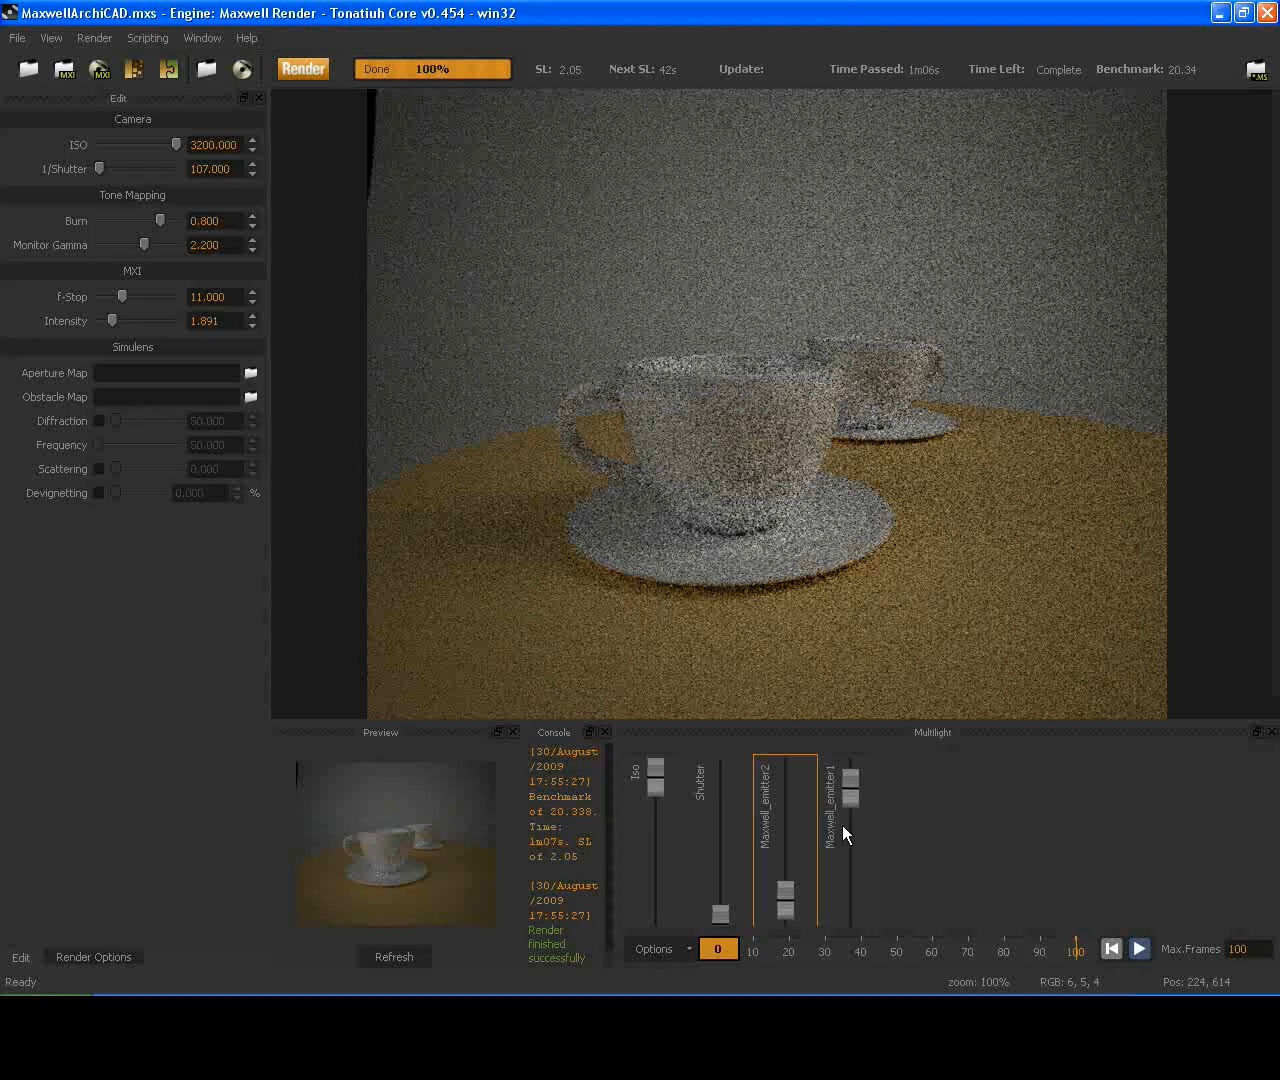 MaxwellArchiCAD.mxs - Engine: Maxwell Render - Tonatiuh Core v0.454 - win32
File View Render Scripting Window Help
MXI MXI Render Done 100% SL: 2.05 Next SL: 42s Update: Time Passed: 1m06s Time Left: Complete Benchmark: 20.34 *.MS
Edit
Camera
ISO 3200.000
1/Shutter 107.000
Tone Mapping
Burn 0.800
Monitor Gamma 2.200
MXI
f-Stop 11.000
Intensity 1.891
Simulens
Aperture Map
Obstacle Map
Diffraction 50.000
Frequency 50.000
Scattering 0.000
Devignetting 0.000 %
Edit Render Options
Preview
Refresh
Console
[30/August
/2009
17:55:27]
Benchmark
of 20.338.
Time:
1m07s. SL
of 2.05
[30/August
/2009
17:55:27]
Render
finished
successfully
Multilight
Iso
Shutter
Maxwell_emitter2
Maxwell_emitter1
Options 0 10 20 30 40 50 60 70 80 90 100 Max.Frames 100
Ready zoom: 100% RGB: 6, 5, 4 Pos: 224, 614